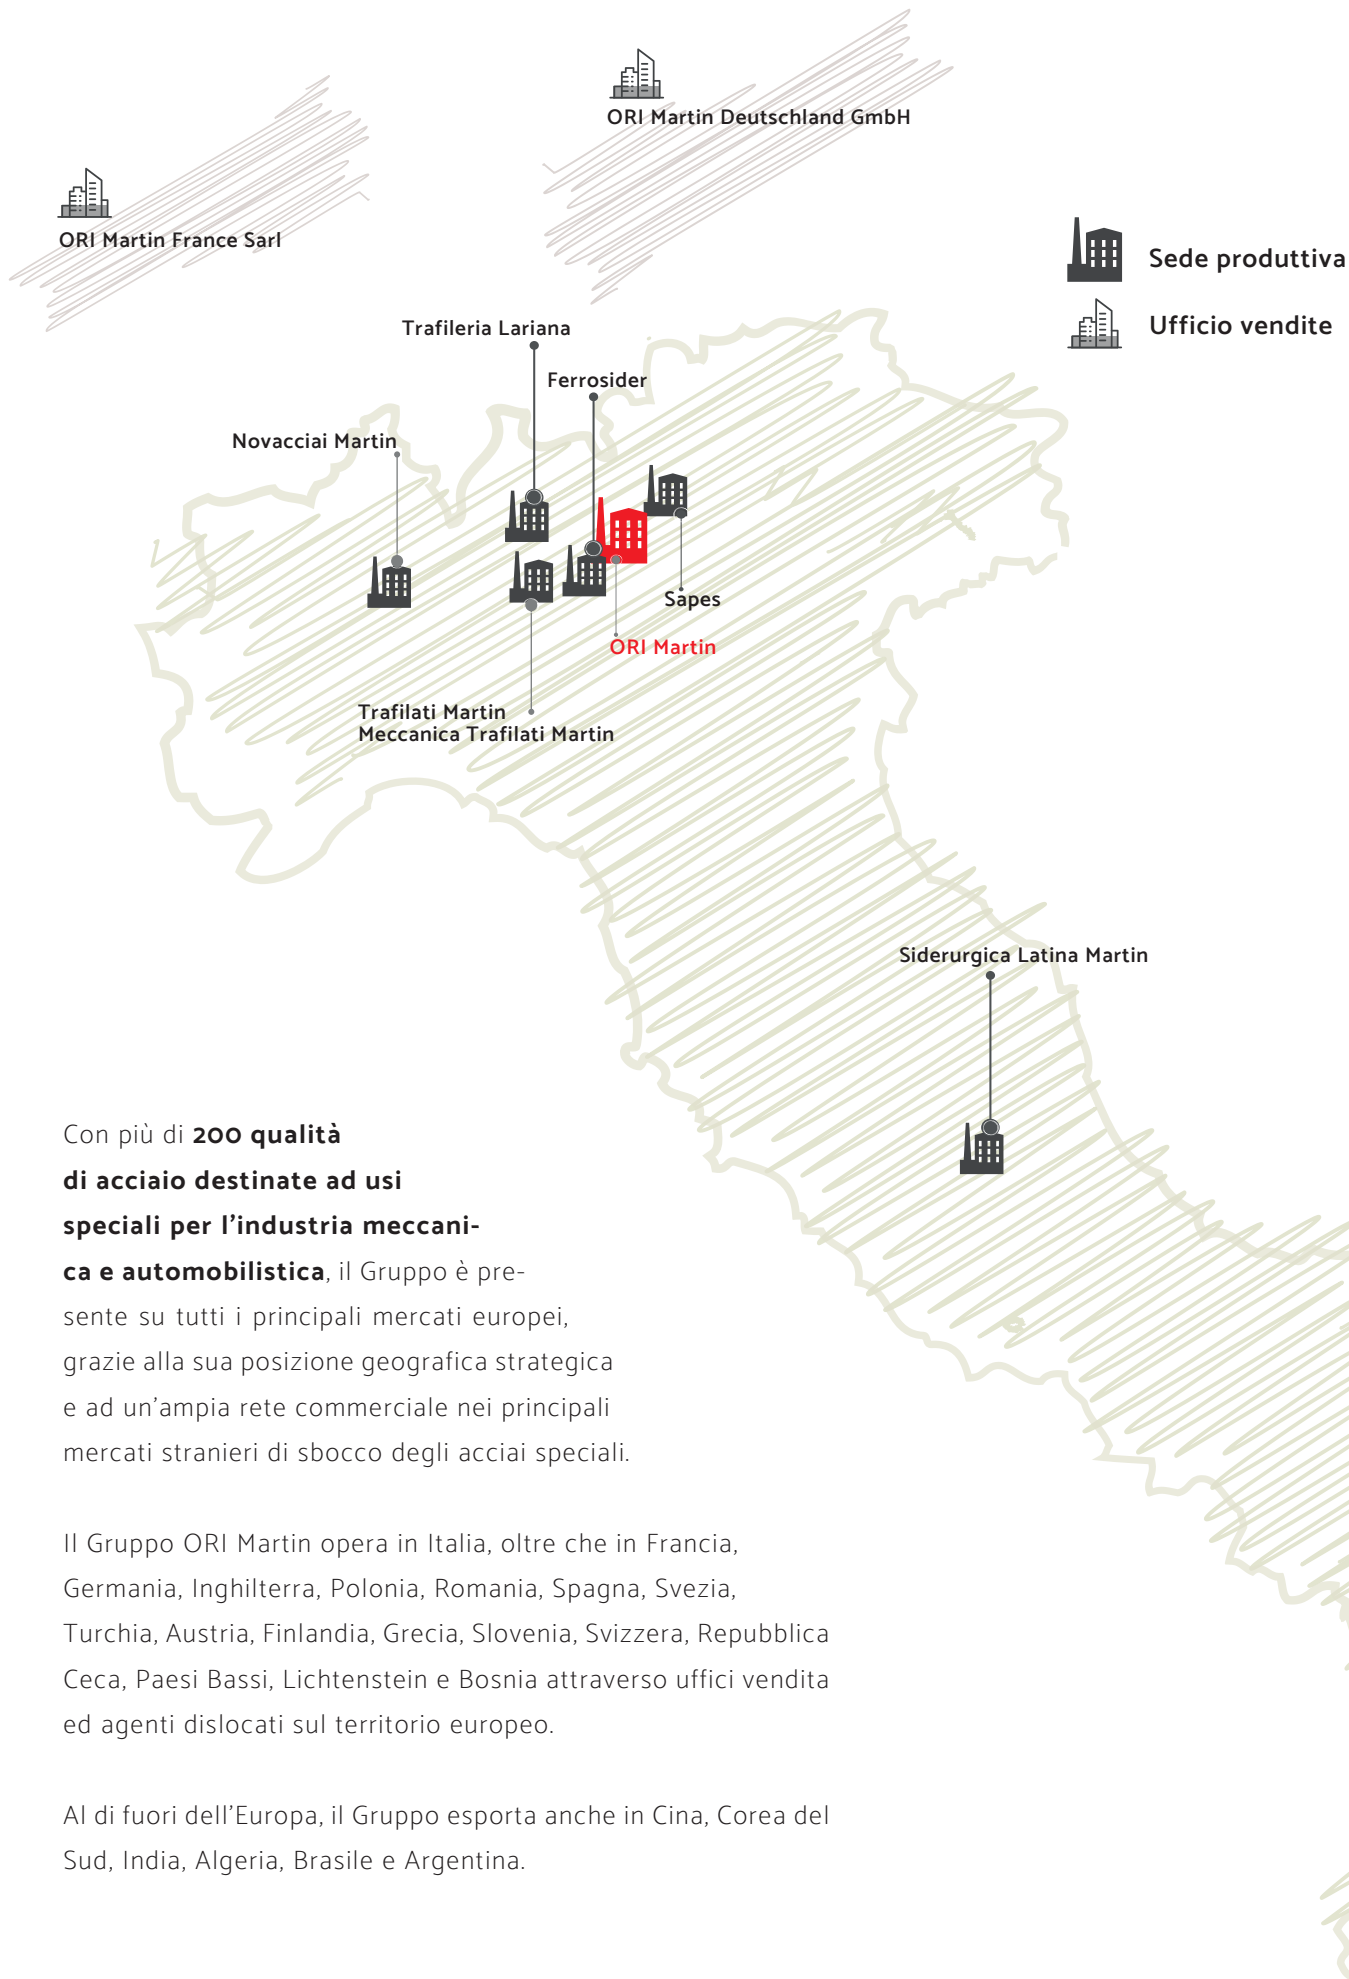 ORI Martin Deutschland GmbH
ORI Martin France Sarl
Sede produttiva
Ufficio vendite
Trafileria Lariana
Ferrosider
Novacciai Martin
Sapes
ORI Martin
Trafilati Martin
Meccanica Trafilati Martin
Siderurgica Latina Martin
Con più di 200 qualità
di acciaio destinate ad usi
speciali per l'industria meccani-
ca e automobilistica, il Gruppo è pre-
sente su tutti i principali mercati europei,
grazie alla sua posizione geografica strategica
e ad un'ampia rete commerciale nei principali
mercati stranieri di sbocco degli acciai speciali.
Il Gruppo ORI Martin opera in Italia, oltre che in Francia,
Germania, Inghilterra, Polonia, Romania, Spagna, Svezia,
Turchia, Austria, Finlandia, Grecia, Slovenia, Svizzera, Repubblica
Ceca, Paesi Bassi, Lichtenstein e Bosnia attraverso uffici vendita
ed agenti dislocati sul territorio europeo.
Al di fuori dell'Europa, il Gruppo esporta anche in Cina, Corea del
Sud, India, Algeria, Brasile e Argentina.